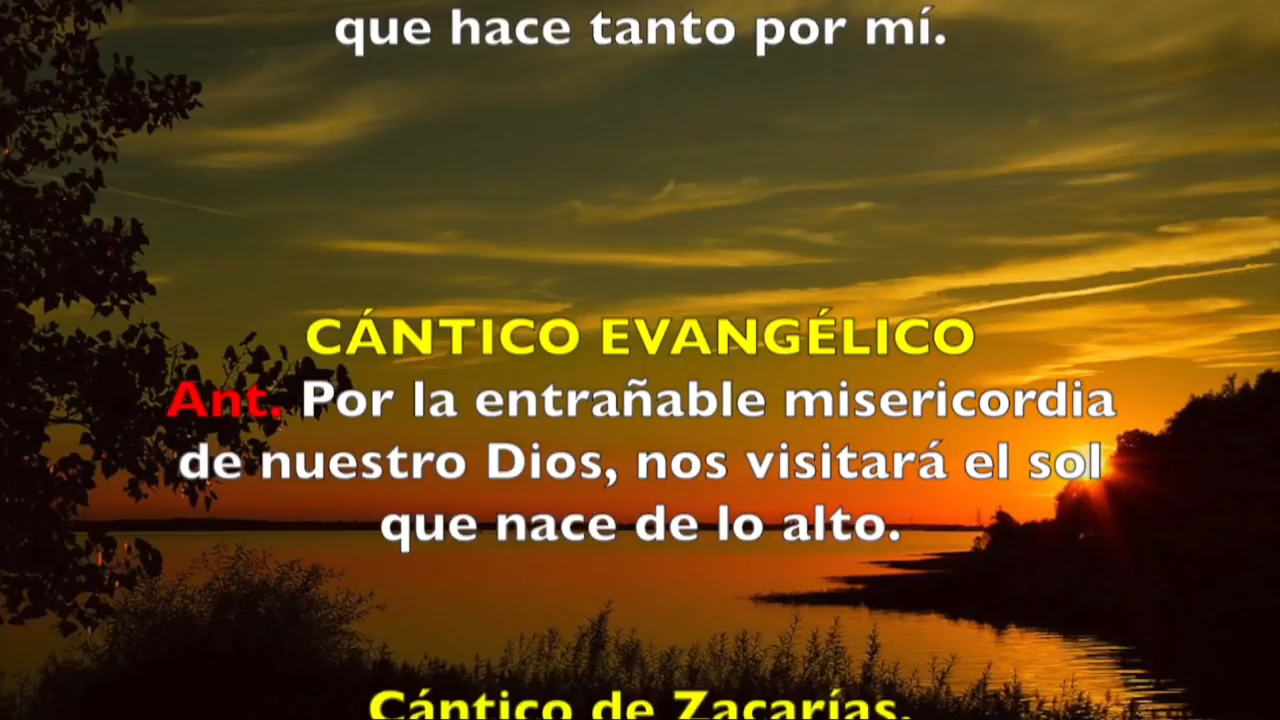 que hace tanto por mí.
CÁNTICO EVANGÉLICO
Ant. Por la entrañable misericordia
de nuestro Dios, nos visitará el sol
que nace de lo alto.
Cántico de Zacarías.